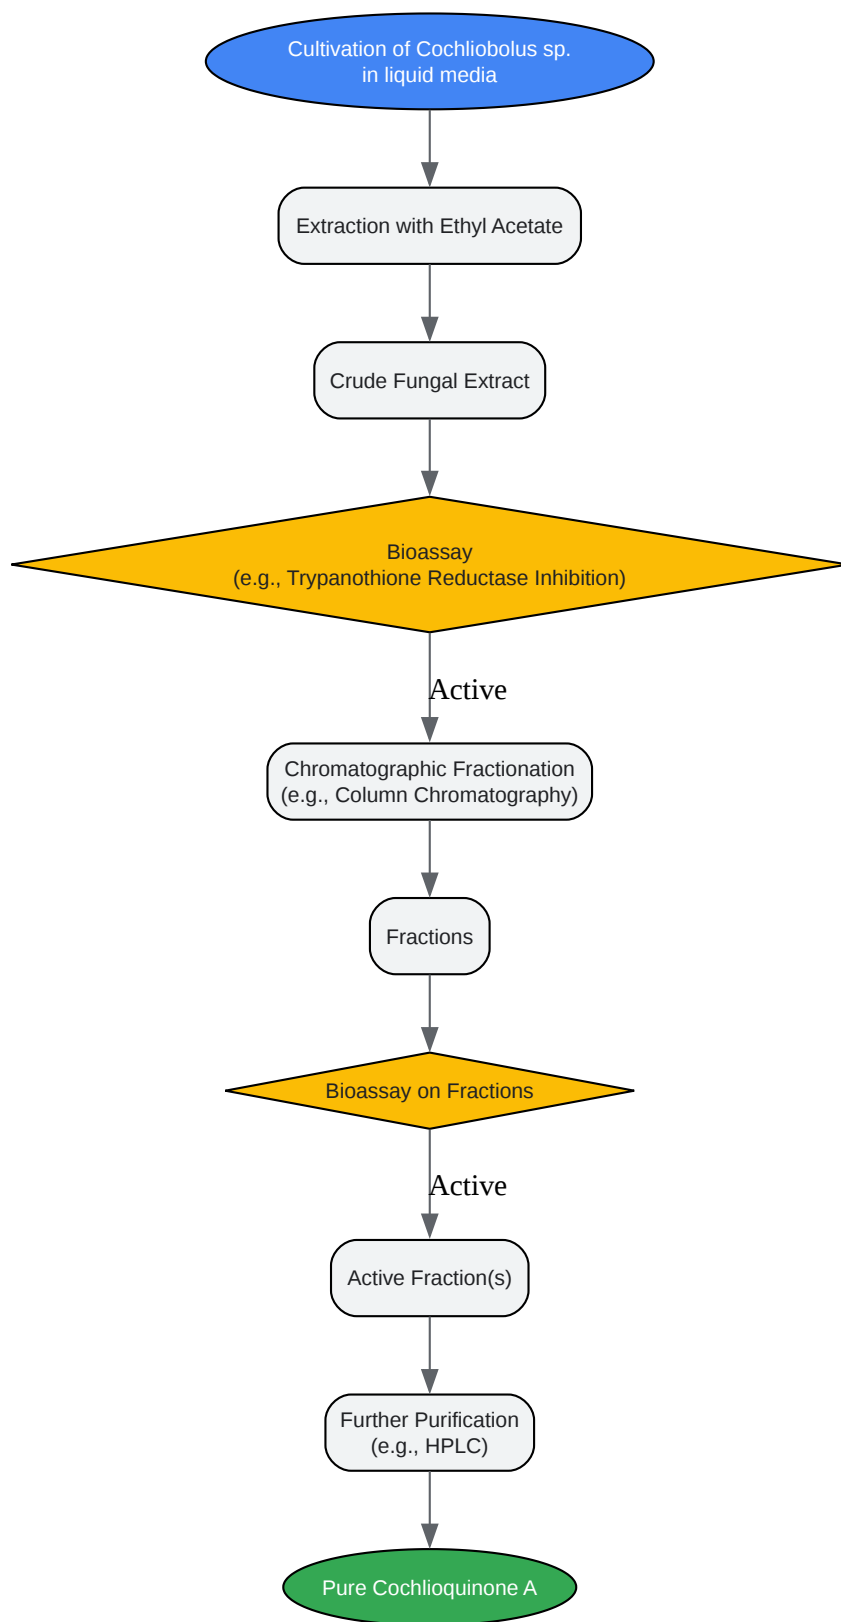 Cultivation of Cochliobolus sp.
in liquid media
Extraction with Ethyl Acetate
Crude Fungal Extract
Bioassay
(e.g., Trypanothione Reductase Inhibition)
Active
Chromatographic Fractionation
(e.g., Column Chromatography)
Fractions
Bioassay on Fractions
Active
Active Fraction(s)
Further Purification
(e.g., HPLC)
Pure Cochlioquinone A